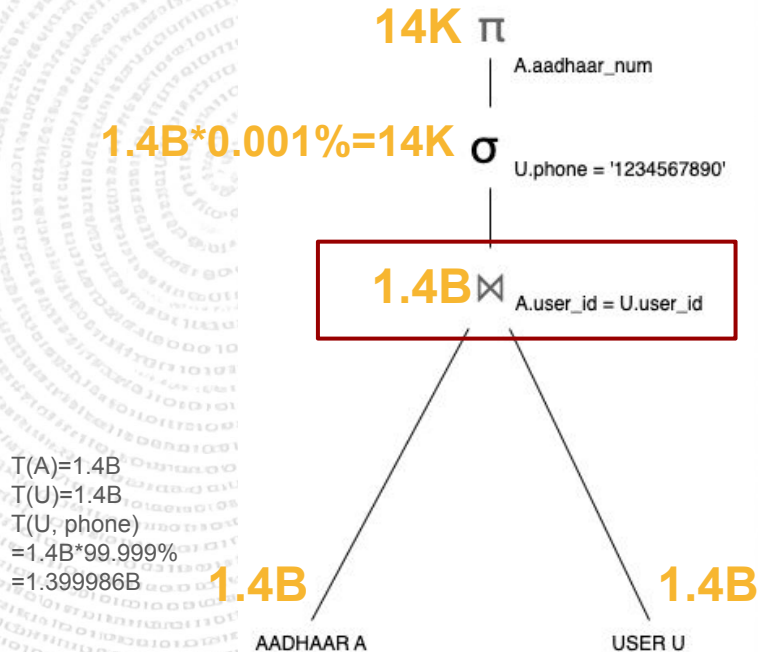 14K π
A.aadhaar_num
1.4B*0.001%=14K σ
U.phone = '1234567890'
1.4B ⋈
A.user_id = U.user_id
T(A)=1.4B
T(U)=1.4B
T(U, phone)
=1.4B*99.999%
=1.399986B
1.4B
1.4B
AADHAAR A
USER U